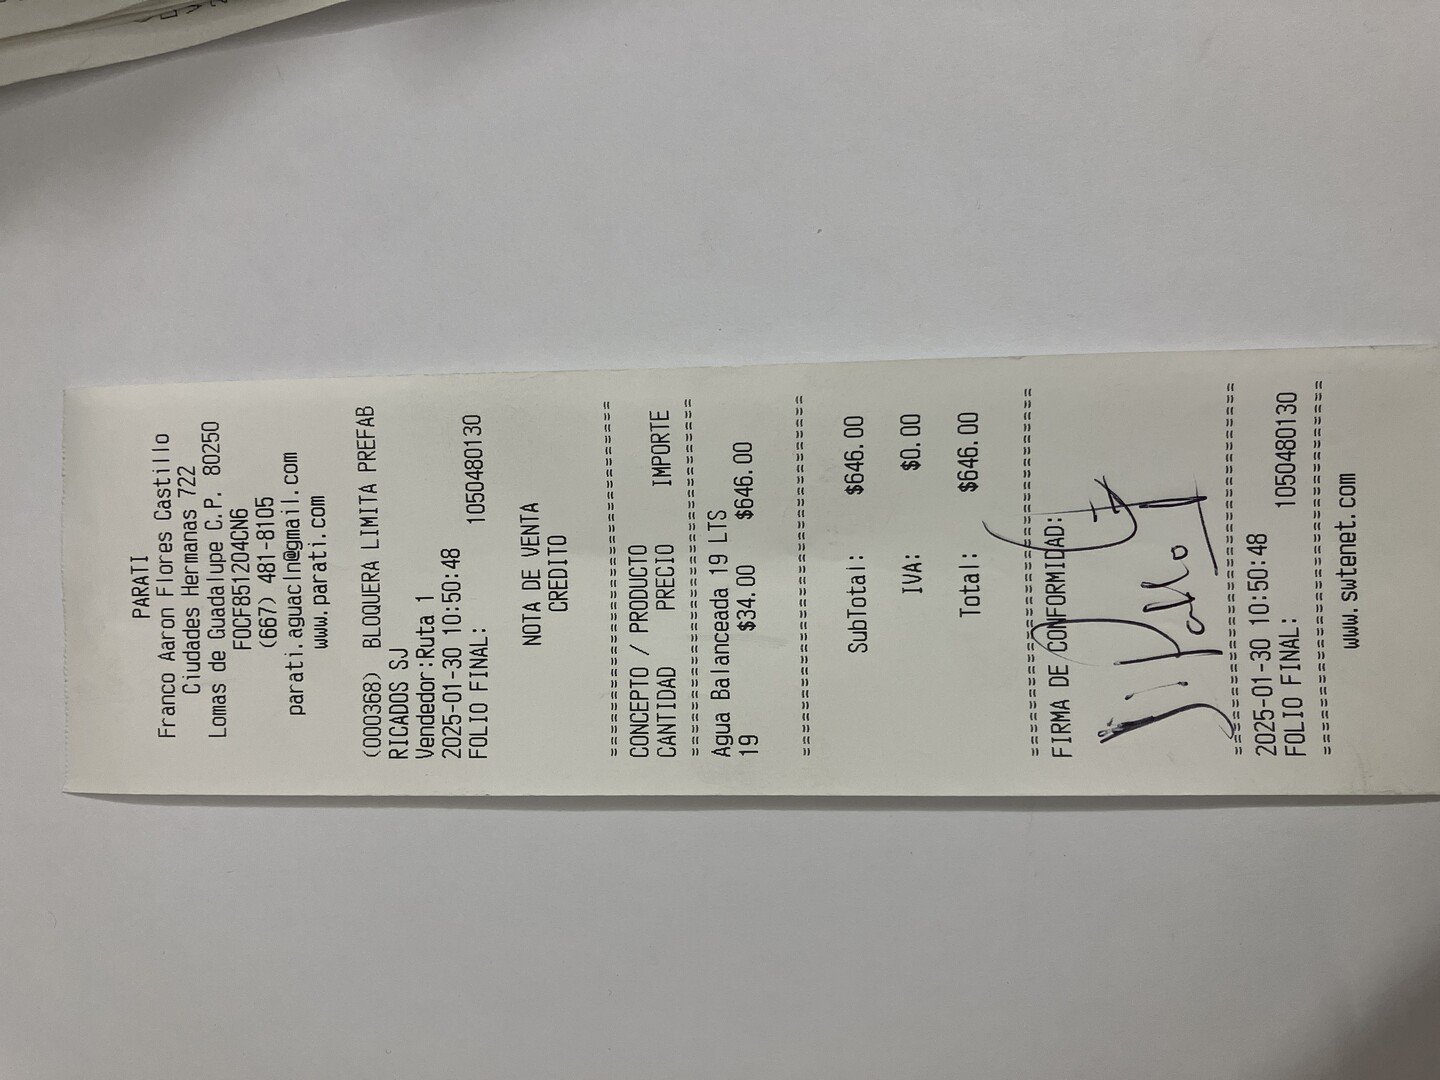 PARATI
Franco Aaron Flores Castillo
Ciudades Hermanas 722
Lomas de Guadalupe C.P. 80250
FOCF851204CN6
(667) 481-8105
parati.aguacln@gmail.com
www.parati.com
(000368) BLOQUERA LIMITA PREFAB
RICADOS SJ
Vendedor:Ruta 1
2025-01-30 10:50:48
FOLIO FINAL: 1050480130
NOTA DE VENTA
CREDITO
CONCEPTO / PRODUCTO
CANTIDAD PRECIO IMPORTE
Agua Balanceada 19 LTS
19 $34.00 $646.00
SubTotal: $646.00
IVA: $0.00
Total: $646.00
FIRMA DE CONFORMIDAD:
Pablo
2025-01-30 10:50:48
FOLIO FINAL: 1050480130
www.swtenet.com